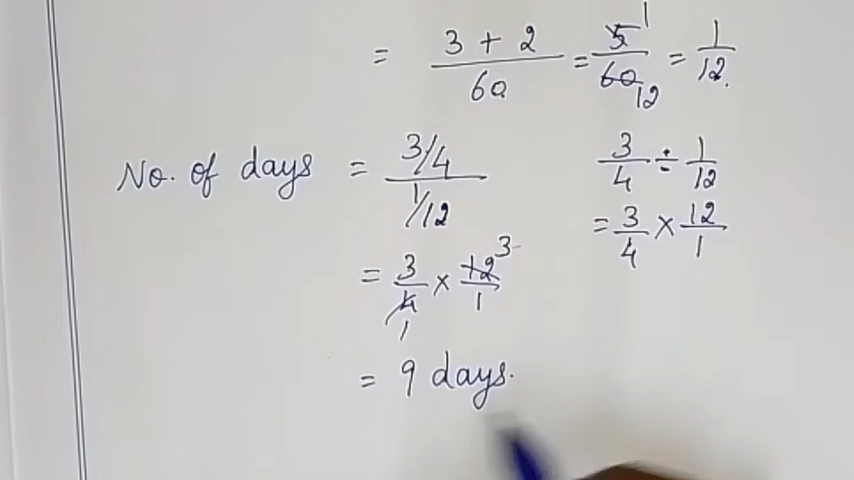 = 3 + 2 / 60 = 5 1 / 60 12 = 1 / 12.
No. of days = 3/4 / 1/12
3/4 ÷ 1/12
= 3/4 × 12/1
= 3/4 1 × 12 3/1
= 9 days.